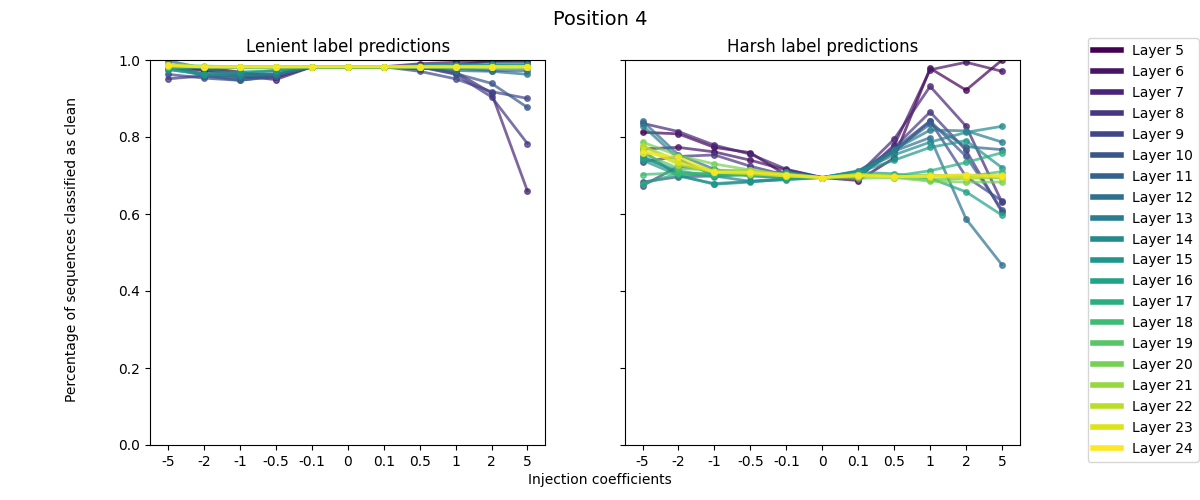 Position 4
Lenient label predictions
Harsh label predictions
Percentage of sequences classified as clean
1.0
0.8
0.6
0.4
0.2
0.0
-5 -2 -1 -0.5 -0.1 0 0.1 0.5 1 2 5
-5 -2 -1 -0.5 -0.1 0 0.1 0.5 1 2 5
Injection coefficients
Layer 5
Layer 6
Layer 7
Layer 8
Layer 9
Layer 10
Layer 11
Layer 12
Layer 13
Layer 14
Layer 15
Layer 16
Layer 17
Layer 18
Layer 19
Layer 20
Layer 21
Layer 22
Layer 23
Layer 24